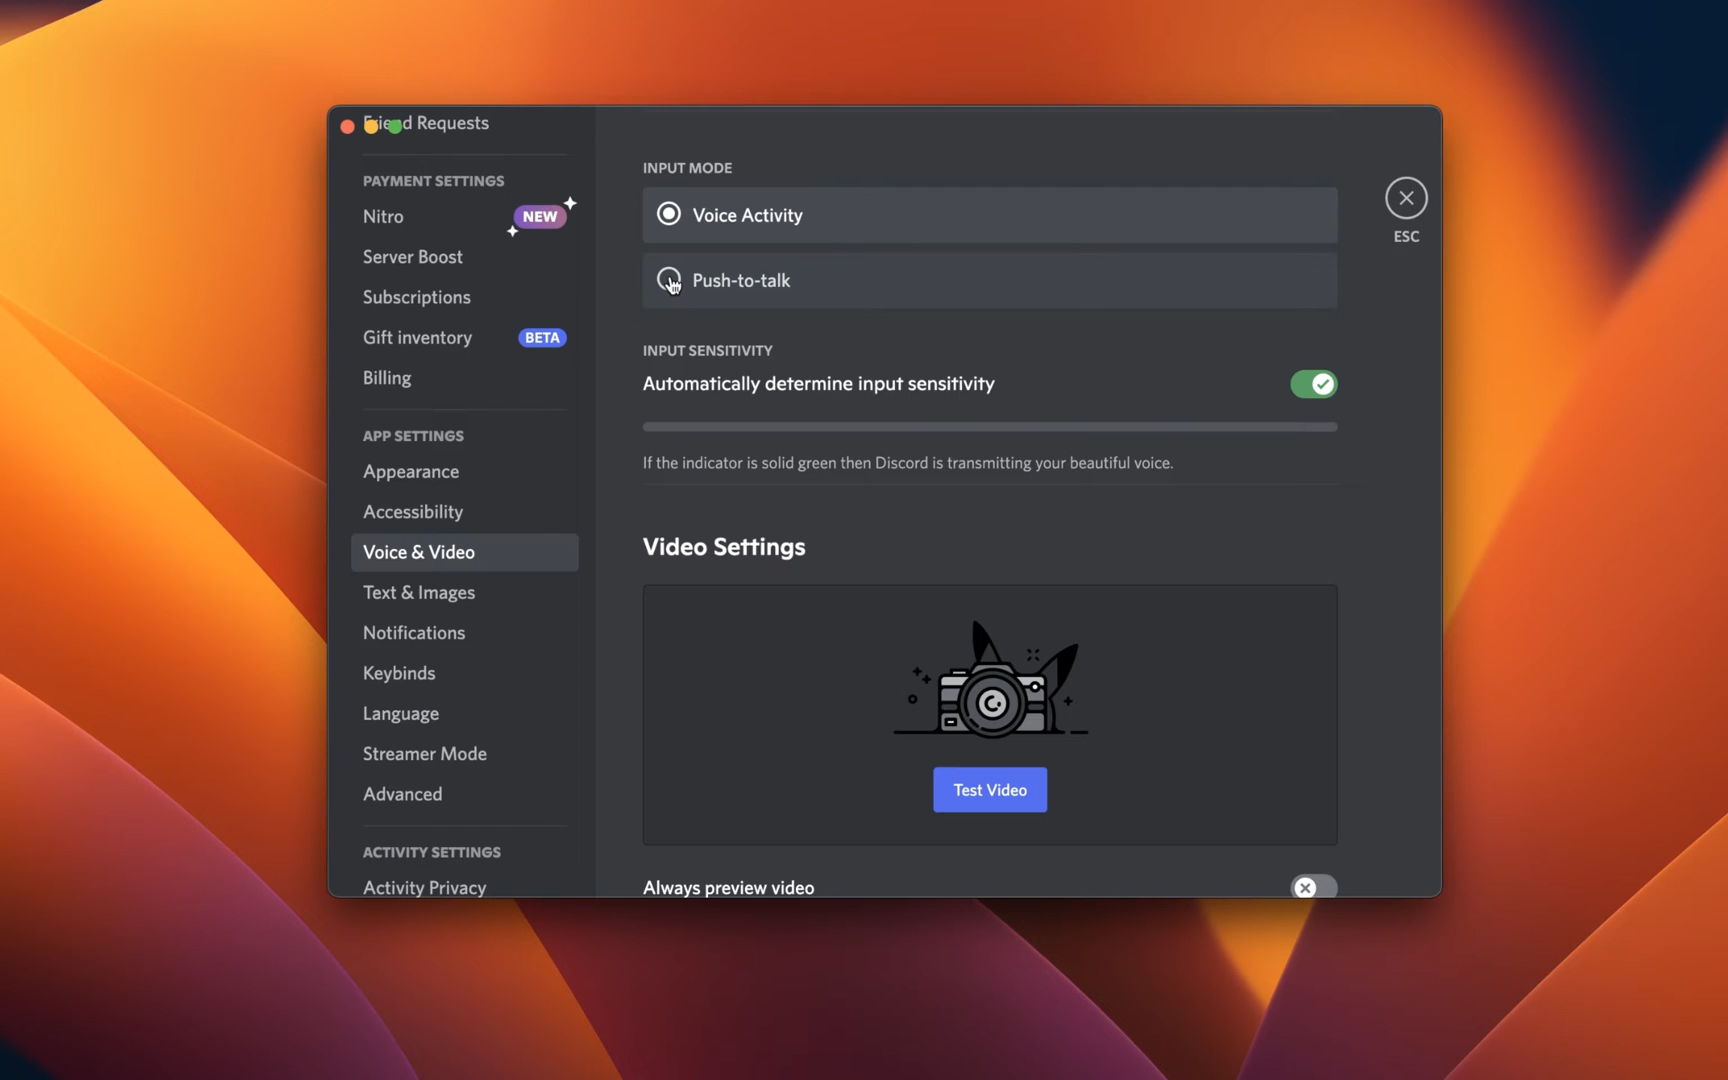 Friend Requests
PAYMENT SETTINGS
Nitro NEW
Server Boost
Subscriptions
Gift inventory BETA
Billing
APP SETTINGS
Appearance
Accessibility
Voice & Video
Text & Images
Notifications
Keybinds
Language
Streamer Mode
Advanced
ACTIVITY SETTINGS
Activity Privacy
INPUT MODE
Voice Activity
Push-to-talk
INPUT SENSITIVITY
Automatically determine input sensitivity
If the indicator is solid green then Discord is transmitting your beautiful voice.
Video Settings
Test Video
Always preview video
ESC